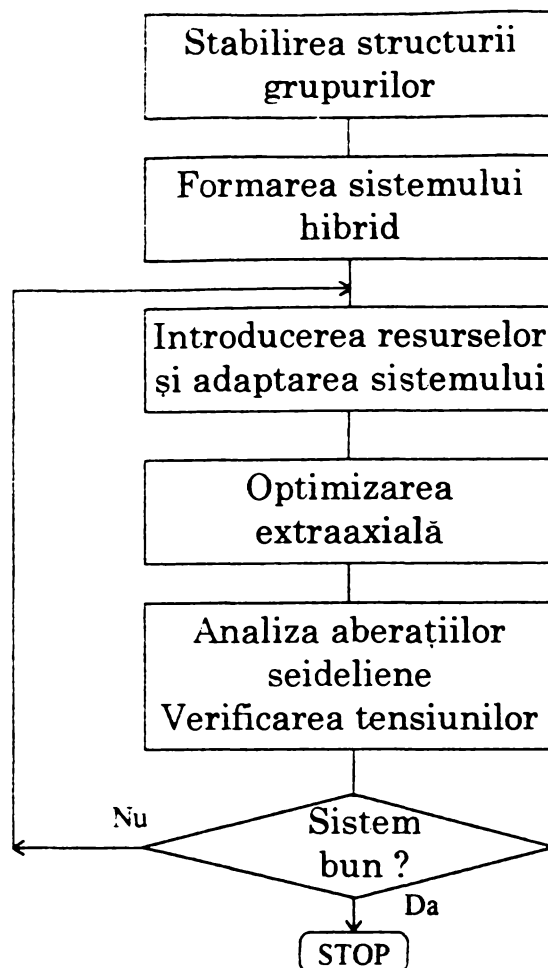 Stabilirea structurii
grupurilor
Formarea sistemului
hibrid
Introducerea resurselor
și adaptarea sistemului
Optimizarea
extraaxială
Analiza aberațiilor
seideliene
Verificarea tensiunilor
Nu
Sistem
bun ?
Da
STOP